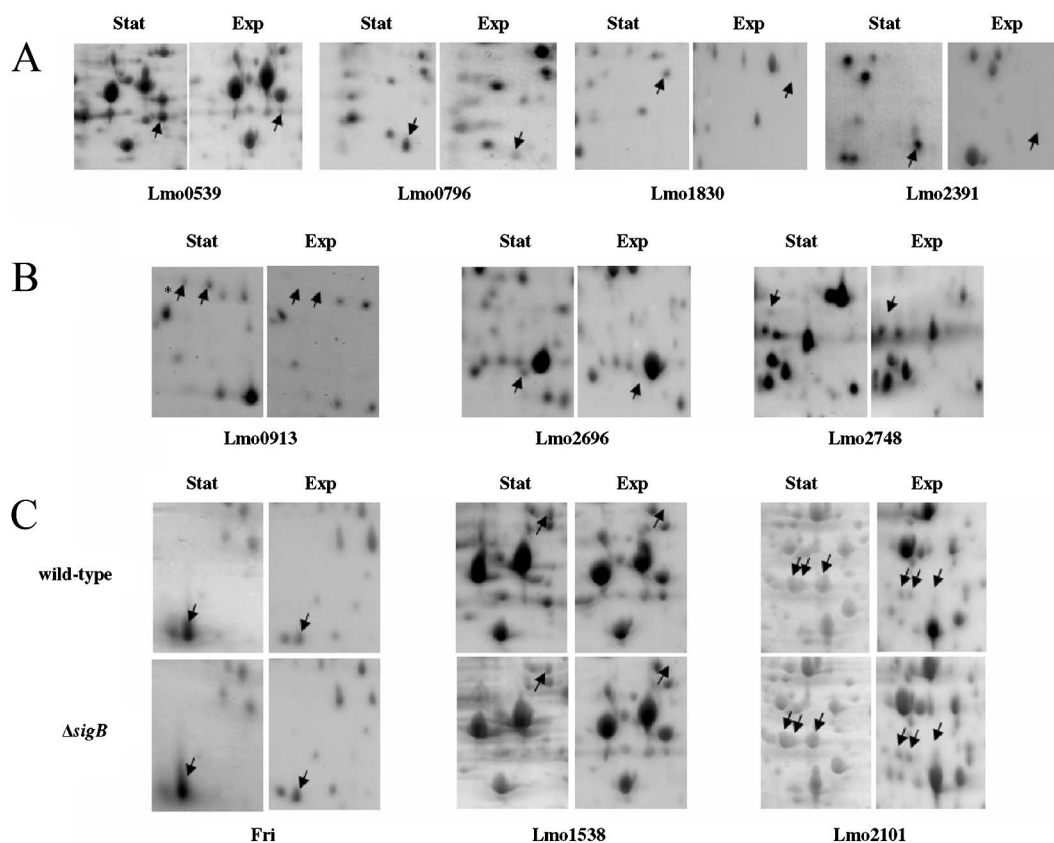 Stat Exp Stat Exp Stat Exp Stat Exp
A
Lmo0539 Lmo0796 Lmo1830 Lmo2391
Stat Exp Stat Exp Stat Exp
B
*
Lmo0913 Lmo2696 Lmo2748
Stat Exp Stat Exp Stat Exp
C
wild-type
ΔsigB
Fri Lmo1538 Lmo2101